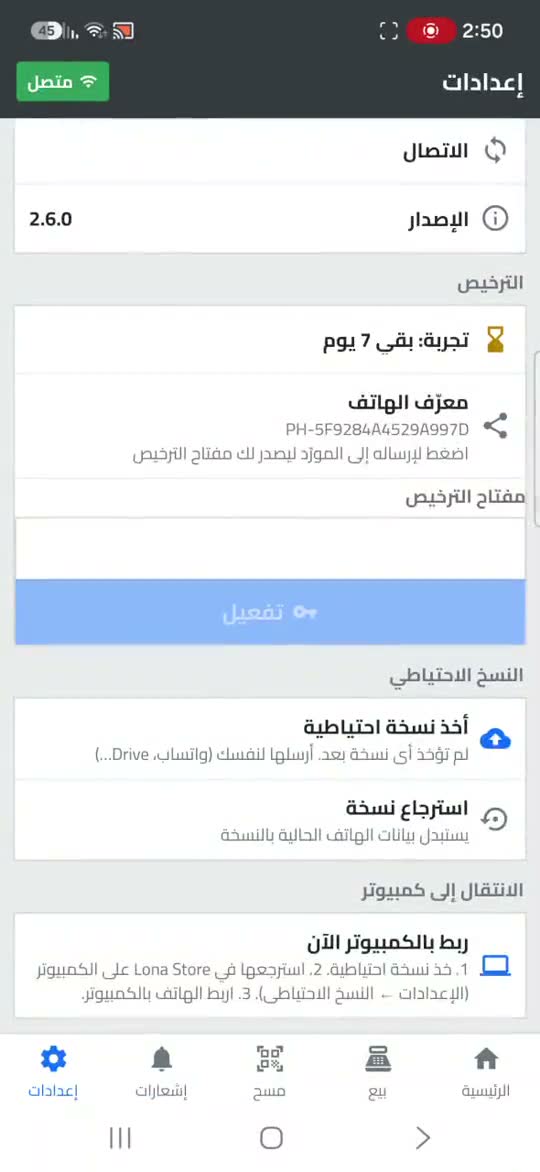 45
2:50
إعدادات
متصل
الاتصال
الإصدار
2.6.0
الترخيص
تجربة: بقي 7 يوم
معرّف الهاتف
PH-5F9284A4529A997D
اضغط لإرساله إلى المورّد ليصدر لك مفتاح الترخيص
مفتاح الترخيص
تفعيل
النسخ الاحتياطي
أخذ نسخة احتياطية
لم تؤخذ أي نسخة بعد. أرسلها لنفسك (واتساب، Drive…)
استرجاع نسخة
يستبدل بيانات الهاتف الحالية بالنسخة
الانتقال إلى كمبيوتر
ربط بالكمبيوتر الآن
1. خذ نسخة احتياطية. 2. استرجعها في Lona Store على الكمبيوتر
(الإعدادات ← النسخ الاحتياطي). 3. اربط الهاتف بالكمبيوتر.
الرئيسية
بيع
مسح
إشعارات
إعدادات